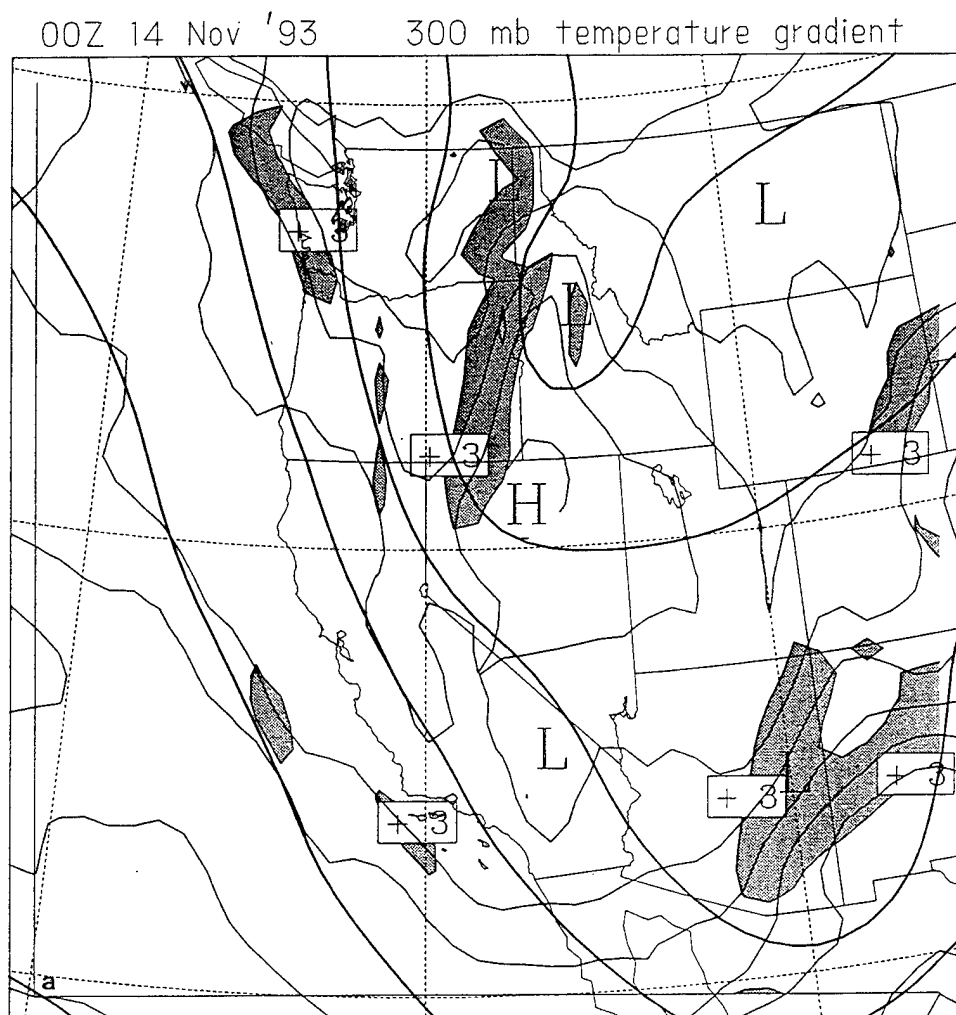 00Z 14 Nov '93 300 mb temperature gradient
L
L
+ 3
L
+ 3
+ 3
H
L
L
+ 3
+ 3
+ 3
a